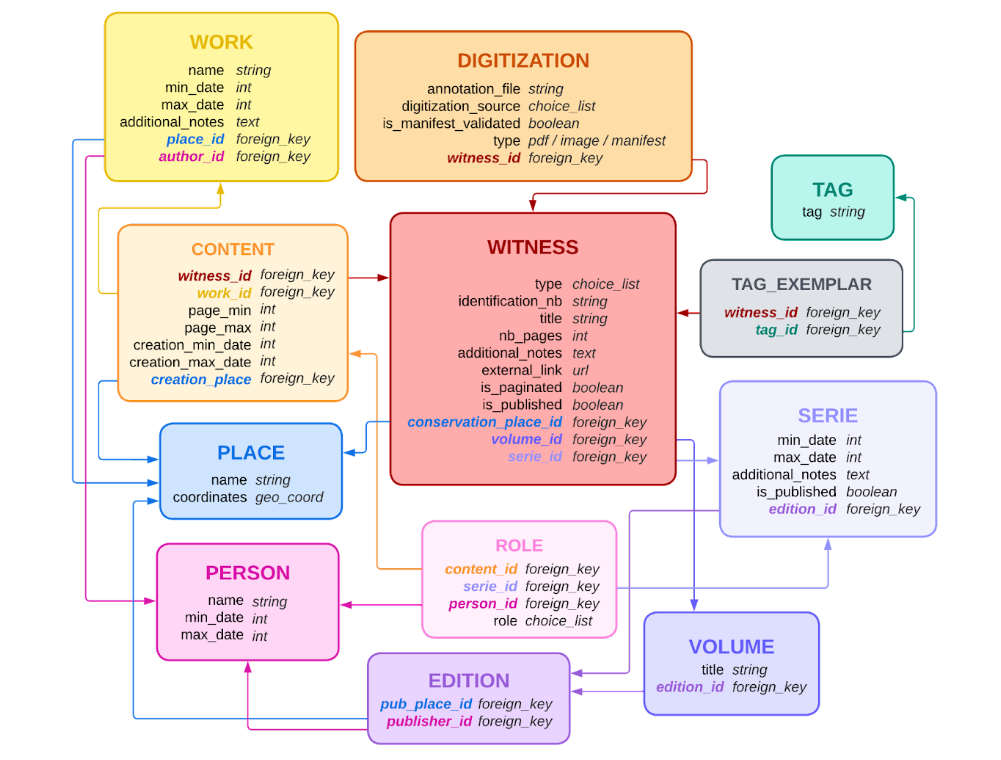 WORK
name string
min_date int
max_date int
additional_notes text
place_id foreign_key
author_id foreign_key
DIGITIZATION
annotation_file string
digitization_source choice_list
is_manifest_validated boolean
type pdf / image / manifest
witness_id foreign_key
TAG
tag string
CONTENT
witness_id foreign_key
work_id foreign_key
page_min int
page_max int
creation_min_date int
creation_max_date int
creation_place foreign_key
WITNESS
type choice_list
identification_nb string
title string
nb_pages int
additional_notes text
external_link url
is_paginated boolean
is_published boolean
conservation_place_id foreign_key
volume_id foreign_key
serie_id foreign_key
TAG_EXEMPLAR
witness_id foreign_key
tag_id foreign_key
SERIE
min_date int
max_date int
additional_notes text
is_published boolean
edition_id foreign_key
PLACE
name string
coordinates geo_coord
PERSON
name string
min_date int
max_date int
ROLE
content_id foreign_key
serie_id foreign_key
person_id foreign_key
role choice_list
VOLUME
title string
edition_id foreign_key
EDITION
pub_place_id foreign_key
publisher_id foreign_key